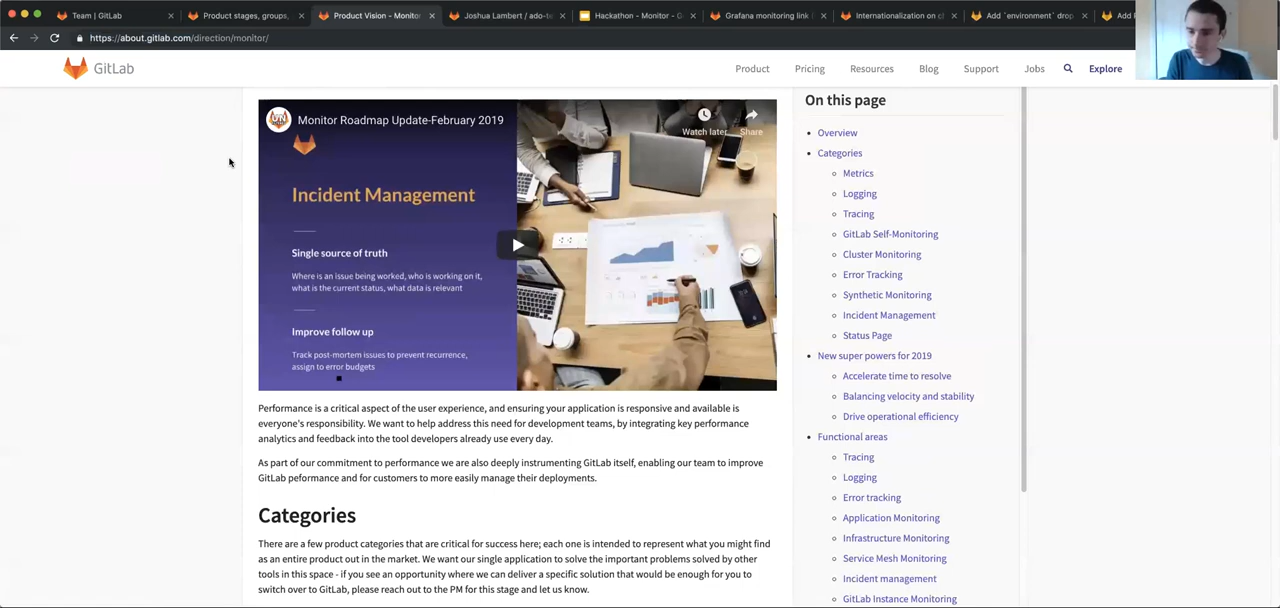 Team | GitLab
Product stages, groups,
Product Vision - Monitor
Joshua Lambert / ado-te
Hackathon - Monitor - G
Grafana monitoring link
Internationalization on cl
Add `environment` drop
Add
https://about.gitlab.com/direction/monitor/
GitLab
Product
Pricing
Resources
Blog
Support
Jobs
Explore
Monitor Roadmap Update-February 2019
Watch later
Share
Incident Management
Single source of truth
Where is an issue being worked, who is working on it,
what is the current status, what data is relevant
Improve follow up
Track post-mortem issues to prevent recurrence,
assign to error budgets
Performance is a critical aspect of the user experience, and ensuring your application is responsive and available is
everyone's responsibility. We want to help address this need for development teams, by integrating key performance
analytics and feedback into the tool developers already use every day.
As part of our commitment to performance we are also deeply instrumenting GitLab itself, enabling our team to improve
GitLab peformance and for customers to more easily manage their deployments.
Categories
There are a few product categories that are critical for success here; each one is intended to represent what you might find
as an entire product out in the market. We want our single application to solve the important problems solved by other
tools in this space - if you see an opportunity where we can deliver a specific solution that would be enough for you to
switch over to GitLab, please reach out to the PM for this stage and let us know.
On this page
Overview
Categories
Metrics
Logging
Tracing
GitLab Self-Monitoring
Cluster Monitoring
Error Tracking
Synthetic Monitoring
Incident Management
Status Page
New super powers for 2019
Accelerate time to resolve
Balancing velocity and stability
Drive operational efficiency
Functional areas
Tracing
Logging
Error tracking
Application Monitoring
Infrastructure Monitoring
Service Mesh Monitoring
Incident management
GitLab Instance Monitoring